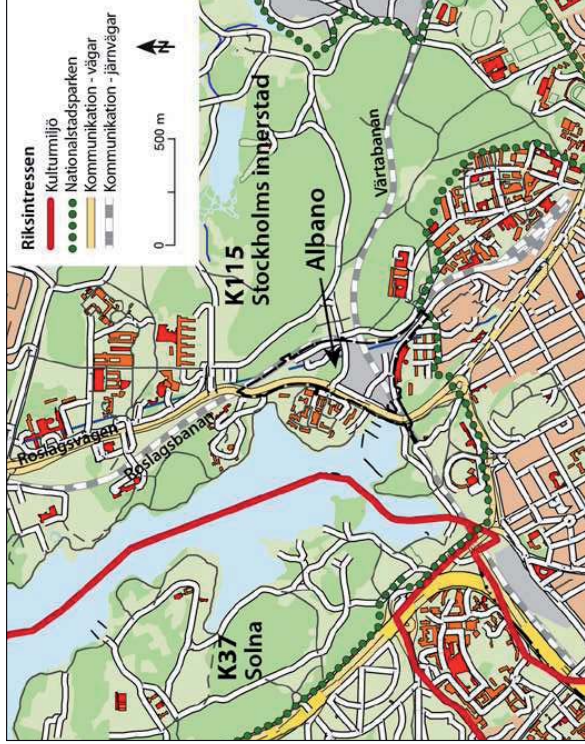 Riksintressen
Kulturmiljö
Nationalstadsparken
Kommunikation - vägar
Kommunikation - järnvägar
0
500 m
K115
Stockholms innerstad
Albano
Värtabanan
Roslagsvägen
Roslagsbanan
K37
Solna